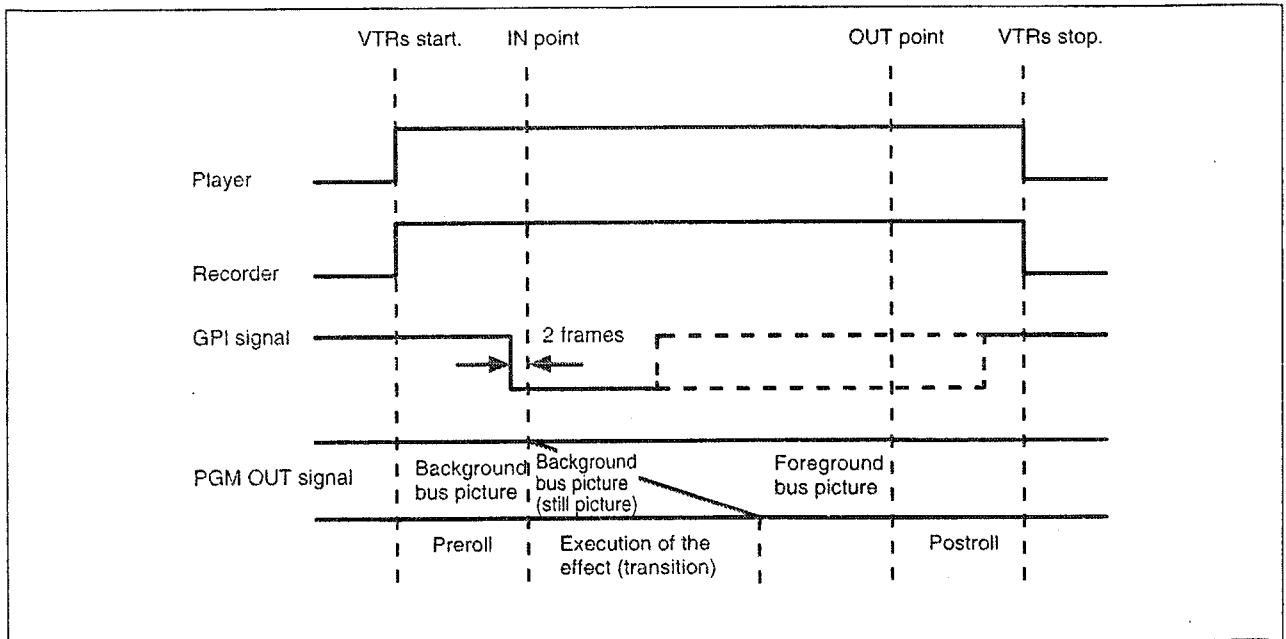 VTRs start. IN point OUT point VTRs stop.
Player
Recorder
GPI signal 2 frames
PGM OUT signal
Background
bus picture
Background
bus picture
(still picture)
Foreground
bus picture
Preroll
Execution of the
effect (transition)
Postroll